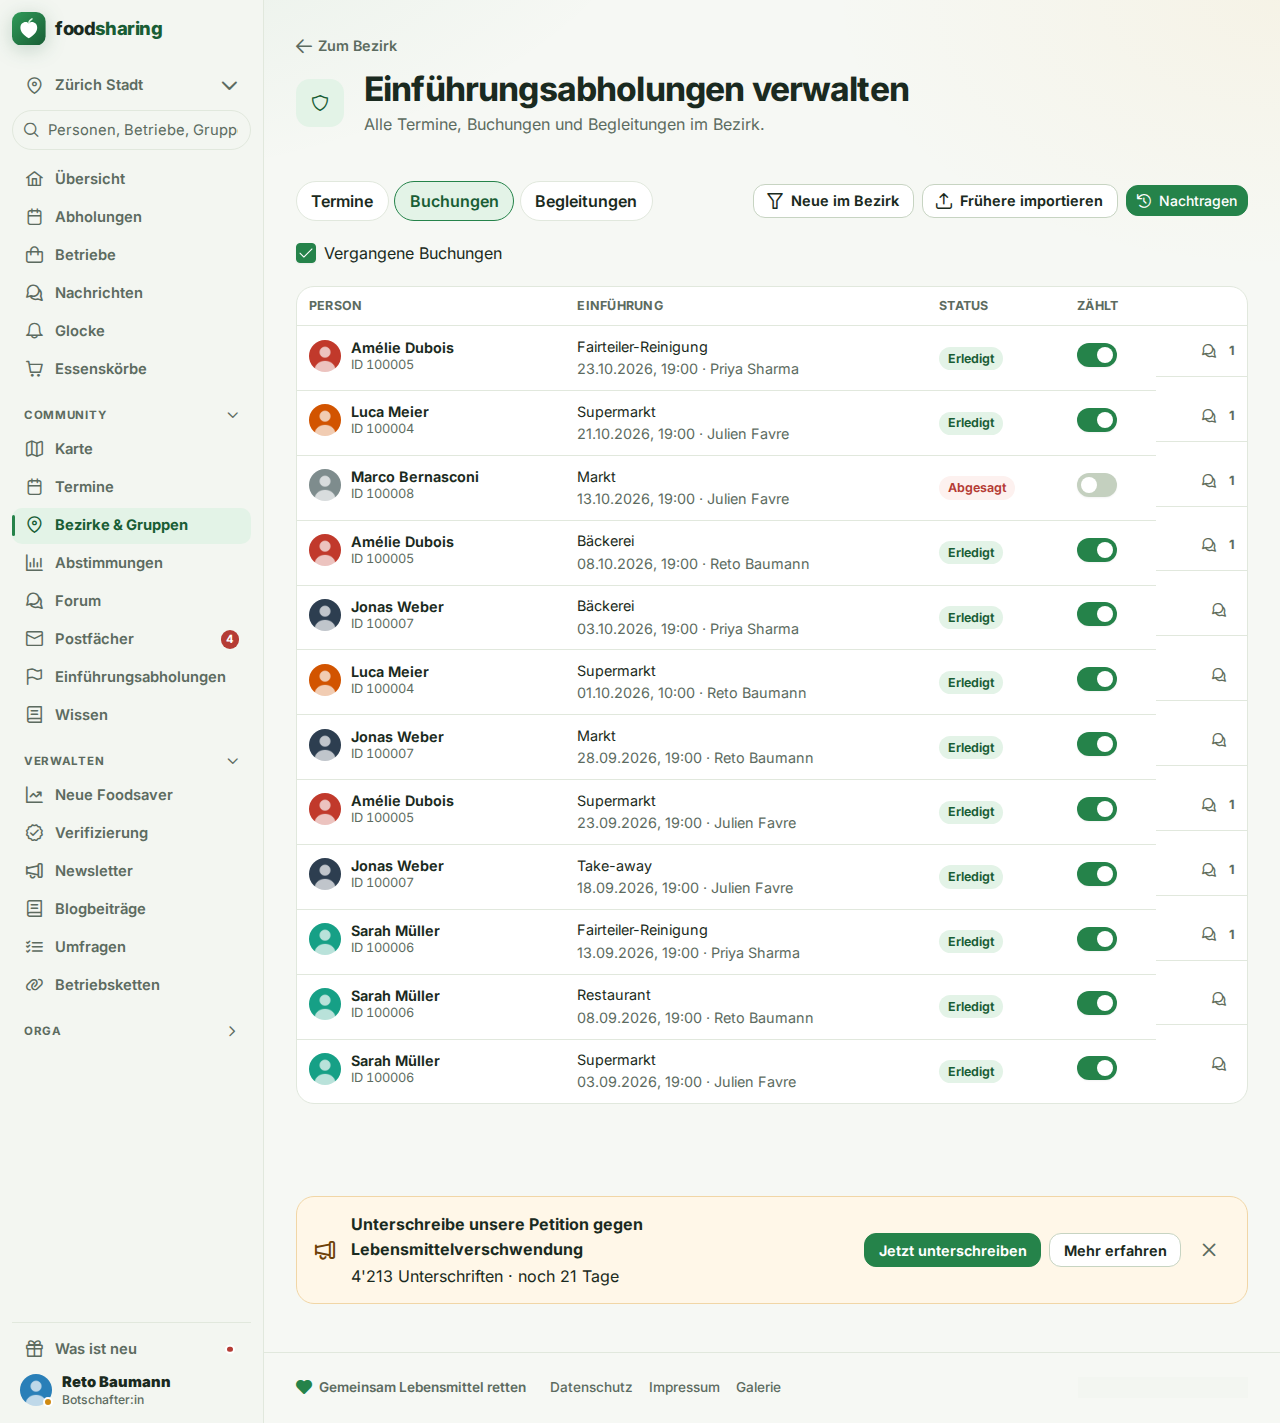 foodsharing
Zürich Stadt
Personen, Betriebe, Grupp
Übersicht
Abholungen
Betriebe
Nachrichten
Glocke
Essenskörbe
COMMUNITY
Karte
Termine
Bezirke & Gruppen
Abstimmungen
Forum
Postfächer 4
Einführungsabholungen
Wissen
VERWALTEN
Neue Foodsaver
Verifizierung
Newsletter
Blogbeiträge
Umfragen
Betriebsketten
ORGA
Was ist neu
Reto Baumann
Botschafter:in
Zum Bezirk
Einführungsabholungen verwalten
Alle Termine, Buchungen und Begleitungen im Bezirk.
Termine Buchungen Begleitungen Neue im Bezirk Frühere importieren Nachtragen
Vergangene Buchungen
PERSON EINFÜHRUNG STATUS ZÄHLT
Amélie Dubois Fairteiler-Reinigung Erledigt 1
ID 100005 23.10.2026, 19:00 · Priya Sharma
Luca Meier Supermarkt Erledigt 1
ID 100004 21.10.2026, 19:00 · Julien Favre
Marco Bernasconi Markt Abgesagt 1
ID 100008 13.10.2026, 19:00 · Julien Favre
Amélie Dubois Bäckerei Erledigt 1
ID 100005 08.10.2026, 19:00 · Reto Baumann
Jonas Weber Bäckerei Erledigt
ID 100007 03.10.2026, 19:00 · Priya Sharma
Luca Meier Supermarkt Erledigt
ID 100004 01.10.2026, 10:00 · Reto Baumann
Jonas Weber Markt Erledigt
ID 100007 28.09.2026, 19:00 · Reto Baumann
Amélie Dubois Supermarkt Erledigt 1
ID 100005 23.09.2026, 19:00 · Julien Favre
Jonas Weber Take-away Erledigt 1
ID 100007 18.09.2026, 19:00 · Julien Favre
Sarah Müller Fairteiler-Reinigung Erledigt 1
ID 100006 13.09.2026, 19:00 · Priya Sharma
Sarah Müller Restaurant Erledigt
ID 100006 08.09.2026, 19:00 · Reto Baumann
Sarah Müller Supermarkt Erledigt
ID 100006 03.09.2026, 19:00 · Julien Favre
Unterschreibe unsere Petition gegen
Lebensmittelverschwendung
4'213 Unterschriften · noch 21 Tage
Jetzt unterschreiben Mehr erfahren
Gemeinsam Lebensmittel retten Datenschutz Impressum Galerie